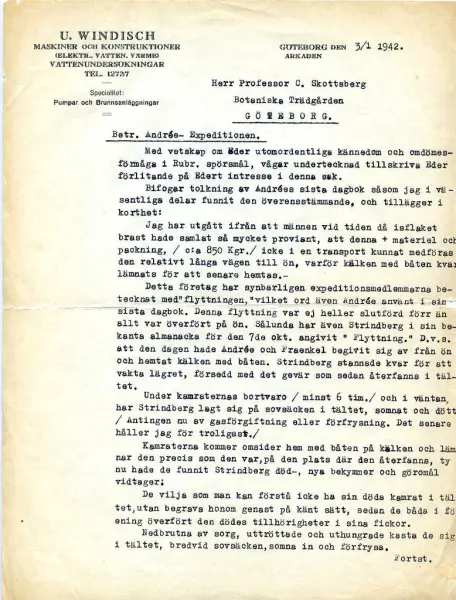 U. WINDISCH
MASKINER OCH KONSTRUKTIONER
(ELEKTR., VATTEN, VÄRME)
VATTENUNDERSÖKNINGAR
TEL. 12737
Specialitet:
Pumpar och Brunnsanläggningar
GÖTEBORG DEN 3/1 1942.
ARKADEN
Herr Professor C. Skottsberg
Botaniska Trädgården
GÖTEBORG.
Betr. Andrée- Expeditionen.
Med vetskap om Eder utomordentliga kännedom och omdömes-
förmåga i Rubr. spörsmål, vågar undertecknad tillskriva Eder
förlitande på Edert intresse i denna sak.
Bifogar tolkning av Andrées sista dagbok såsom jag i vä-
sentliga delar funnit den överensstämmande, och tillägger i
korthet:
Jag har utgått ifrån att männen vid tiden då isflaket
brast hade samlat så mycket proviant, att denna + materiel och
packning, / c:a 850 Kgr./ icke i en transport kunnat medföras
den relativt långa vägen till ön, varför kälken med båten kvar
lämnats för att senare hemtas.-
Detta företag har synbarligen expeditionsmedlemmarna be-
tecknat med"flyttningen,"vilket ord även Andrée använt i sin
sista dagbok. Denna flyttning var ej heller slutförd förr än
allt var överfört på ön. Sålunda har även Strindberg i sin be-
kanta almanacka för den 7de okt. angivit " Flyttning." D.v.s.
att den dagen hade Andrée och Fraenkel begivit sig av från ön
och hemtat kälken med båten. Strindberg stannade kvar för att
vakta lägret, försedd med det gevär som sedan återfanns i täl-
tet.
Under kamraternas bortvaro / minst 6 tim./ och i väntan,
har Strindberg lagt sig på sovsäcken i tältet, somnat och dött
/ Antingen nu av gasförgiftning eller förfrysning. Det senare
håller jag för troligast./
Kamraterna kommer omsider hem med båten på kälken och läm
nar den precis som den var,på den plats där den återfanns, ty
nu hade de funnit Strindberg död-, nya bekymmer och göromål
vidtager;
De vilja som man kan förstå icke ha sin döda kamrat i täl
tet,utan begrava honom genast på känt sätt, sedan de båda i fö
ening överfört den dödes tillhörigheter i sina fickor.
Nedbrutna av sorg, uttröttade och uthungrade kasta de sig
i tältet, bredvid sovsäcken,somna in och förfrysa.
Fortst.